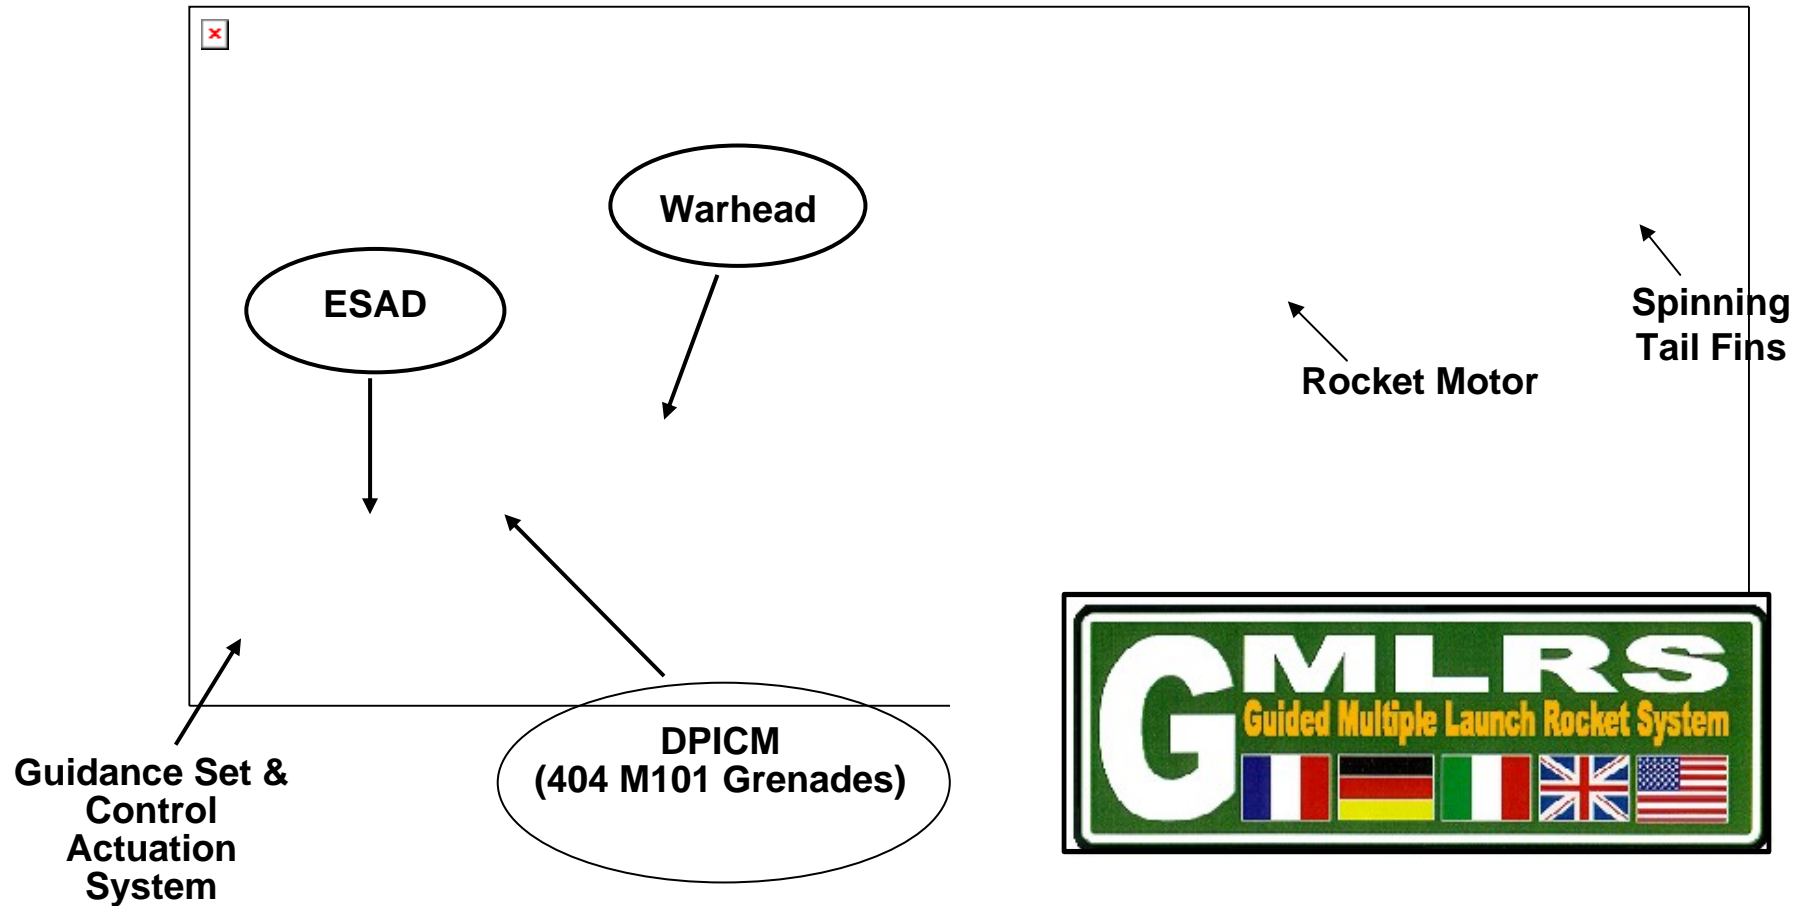 Warhead
ESAD
Spinning
Tail Fins
Rocket Motor
DPICM
(404 M101 Grenades)
Guidance Set &
Control
Actuation
System
GMLRS
Guided Multiple Launch Rocket System